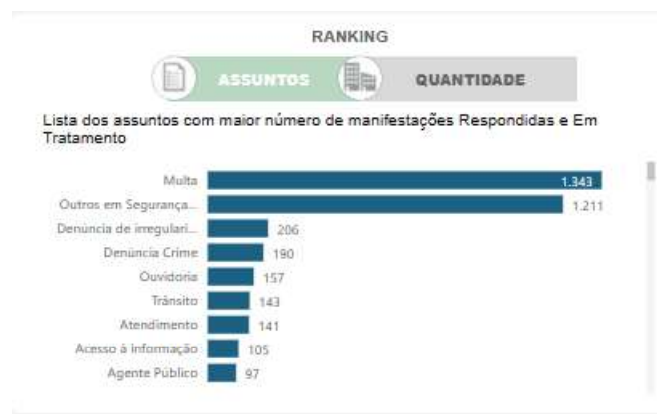 RANKING
ASSUNTOS QUANTIDADE
Lista dos assuntos com maior número de manifestações Respondidas e Em
Tratamento
Multa 1.343
Outros em Segurança... 1.211
Denúncia de irregulari... 206
Denúncia Crime 190
Ouvidoria 157
Trânsito 143
Atendimento 141
Acesso à Informação 105
Agente Público 97